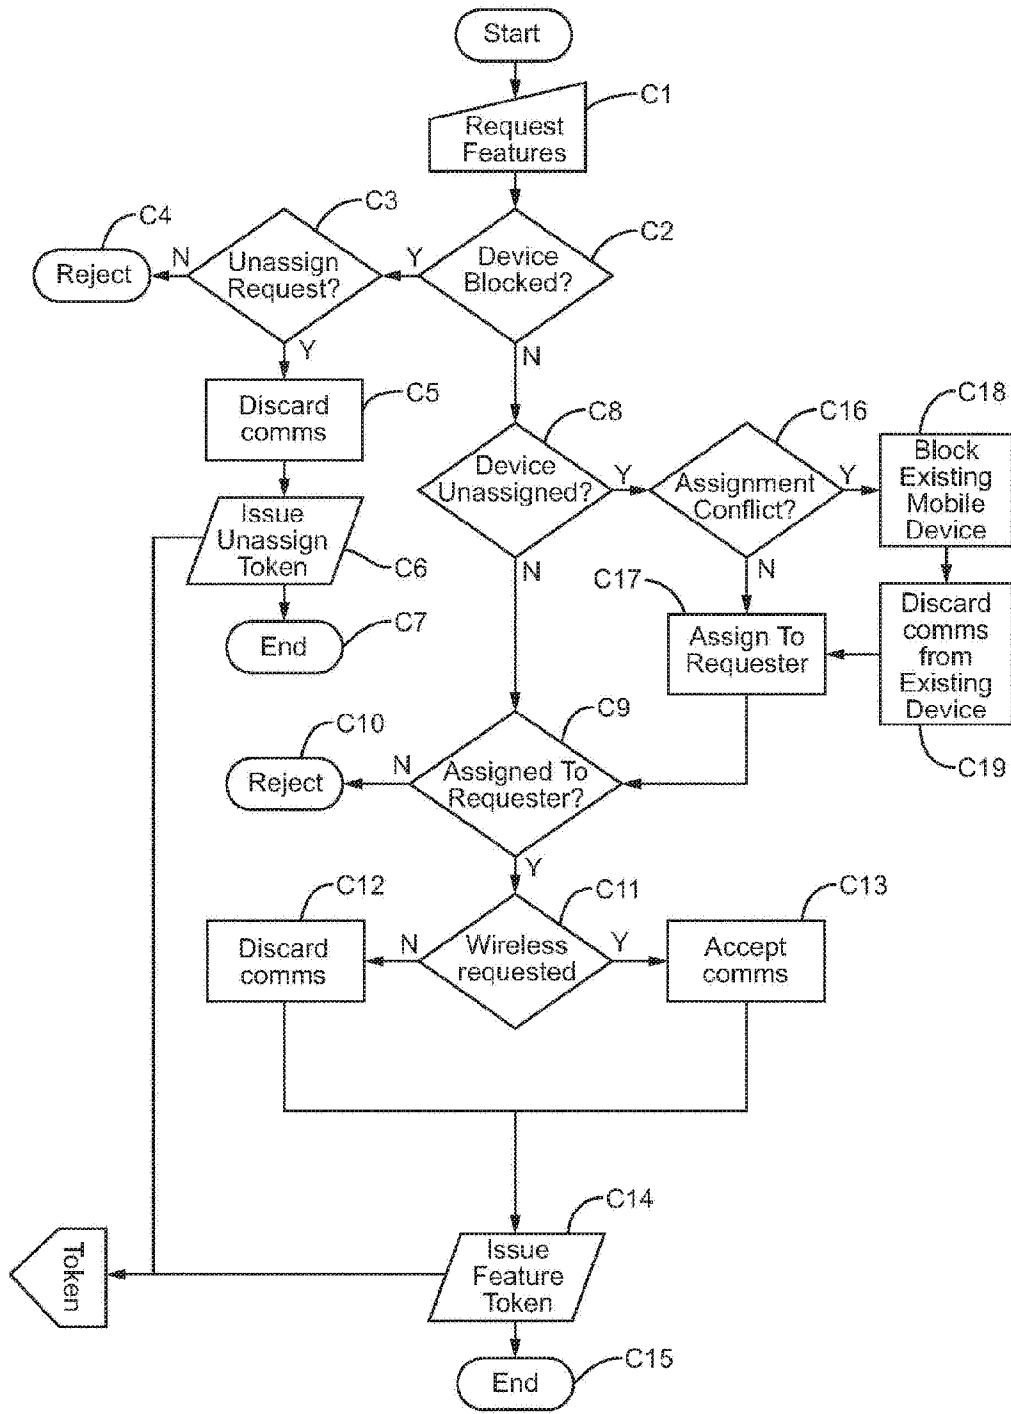 Start
C1
Request
Features
C4
C3
C2
Reject
N
Unassign
Request?
Y
Device
Blocked?
Y
N
C5
Discard
comms
C8
C16
C18
Device
Unassigned?
Y
Assignment
Conflict?
Y
Block
Existing
Mobile
Device
Issue
Unassign
Token
C6
N
N
C17
End
C7
Assign To
Requester
Discard
comms
from
Existing
Device
C19
C10
C9
Reject
N
Assigned To
Requester?
Y
C12
C11
C13
Discard
comms
N
Wireless
requested
Y
Accept
comms
C14
Token
Issue
Feature
Token
C15
End